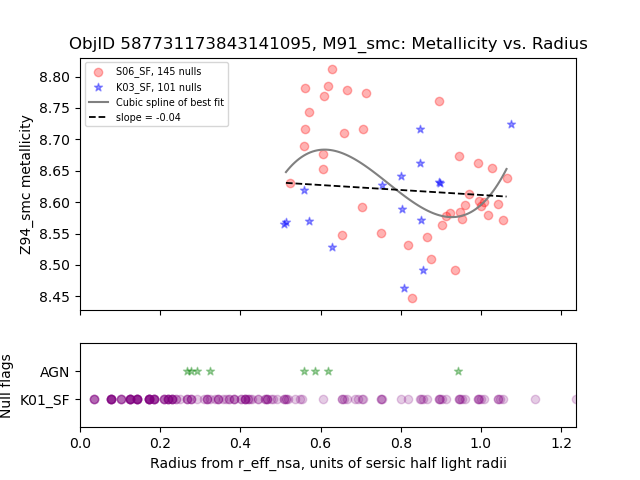 ObjID 587731173843141095, M91_smc: Metallicity vs. Radius
S06_SF, 145 nulls
K03_SF, 101 nulls
Cubic spline of best fit
slope = -0.04
Z94_smc metallicity
8.80
8.75
8.70
8.65
8.60
8.55
8.50
8.45
Null flags
AGN
K01_SF
0.0 0.2 0.4 0.6 0.8 1.0 1.2
Radius from r_eff_nsa, units of sersic half light radii